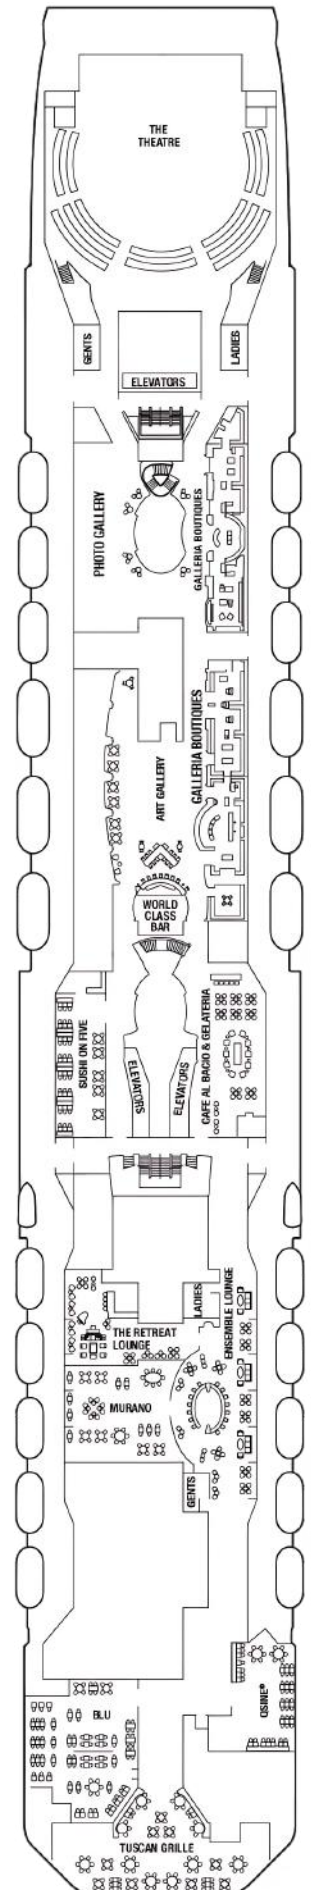 THE
THEATRE
GENTS
LADIES
ELEVATORS
PHOTO GALLERY
GALLERIA BOUTIQUES
GALLERIA BOUTIQUES
ART GALLERY
WORLD
CLASS
BAR
SUSHI ON FIVE
CAFE AL BACIO & GELATERIA
ELEVATORS
ELEVATORS
LADIES
ENSEMBLE LOUNGE
THE RETREAT
LOUNGE
MURANO
GENTS
QSINE®
BLU
TUSCAN GRILLE